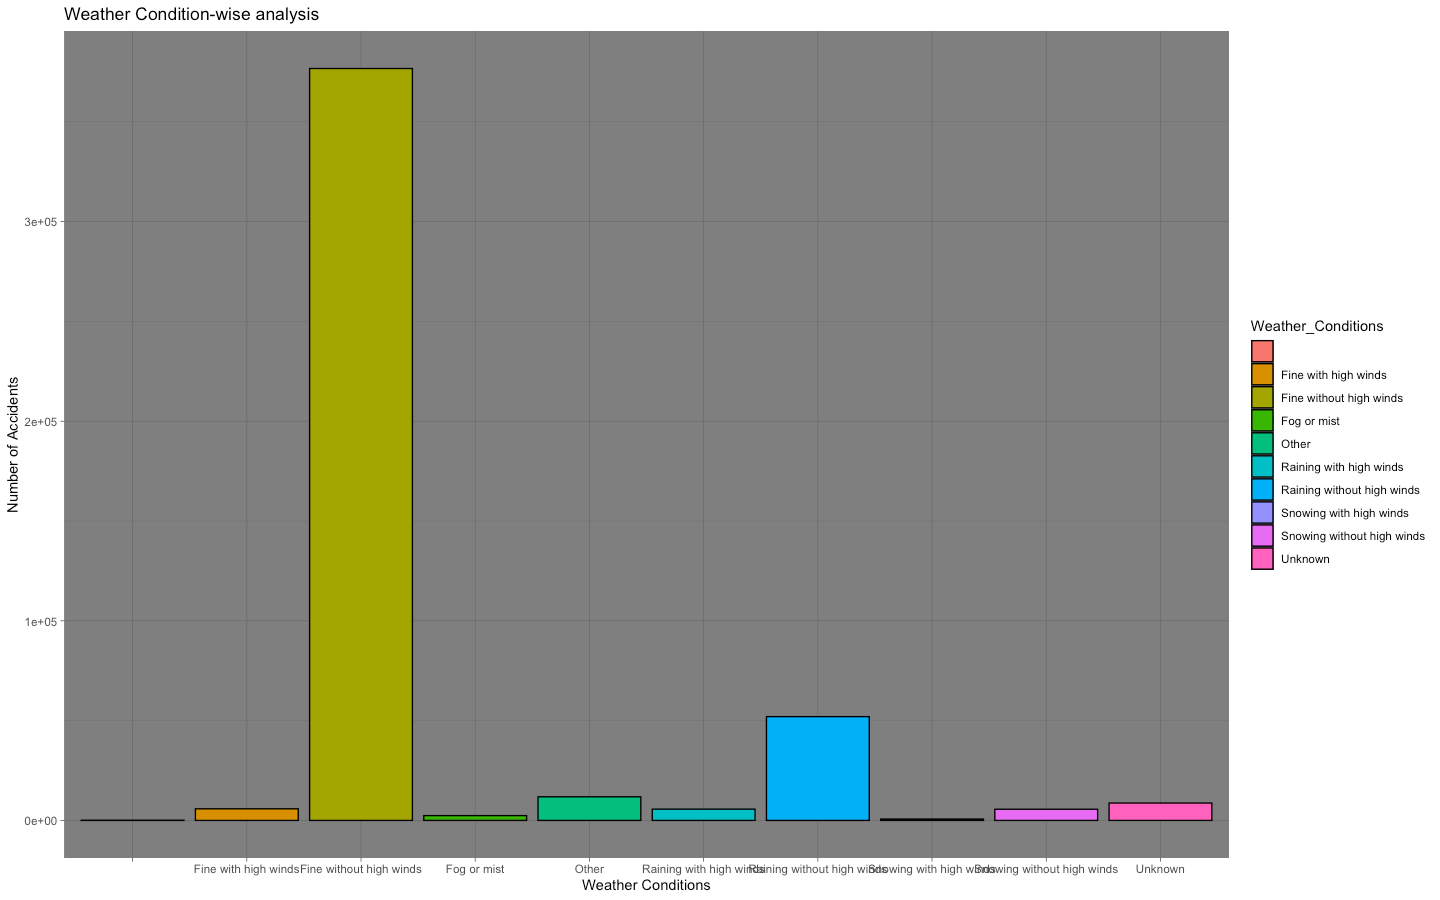 Weather Condition-wise analysis
3e+05
2e+05
1e+05
0e+00
Number of Accidents
Fine with high winds
Fine without high winds
Fog or mist
Other
Raining with high winds
Raining without high winds
Snowing with high winds
Snowing without high winds
Unknown
Weather Conditions
Weather_Conditions
Fine with high winds
Fine without high winds
Fog or mist
Other
Raining with high winds
Raining without high winds
Snowing with high winds
Snowing without high winds
Unknown